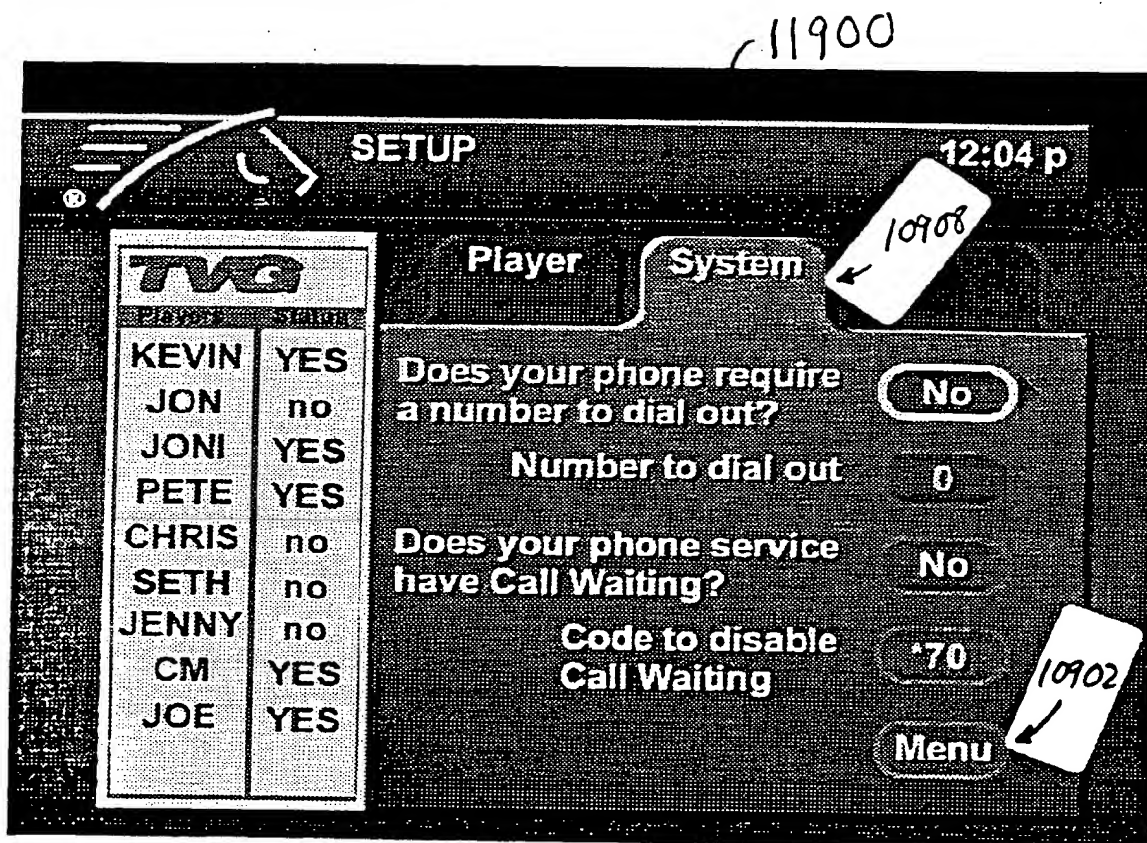 11900
SETUP
12:04 p
®
10908
Player
System
TVG
Players Status
KEVIN YES
JON no
JONI YES
PETE YES
CHRIS no
SETH no
JENNY no
CM YES
JOE YES
Does your phone require
a number to dial out?
No
Number to dial out
0
Does your phone service
have Call Waiting?
No
Code to disable
Call Waiting
*70
10902
Menu